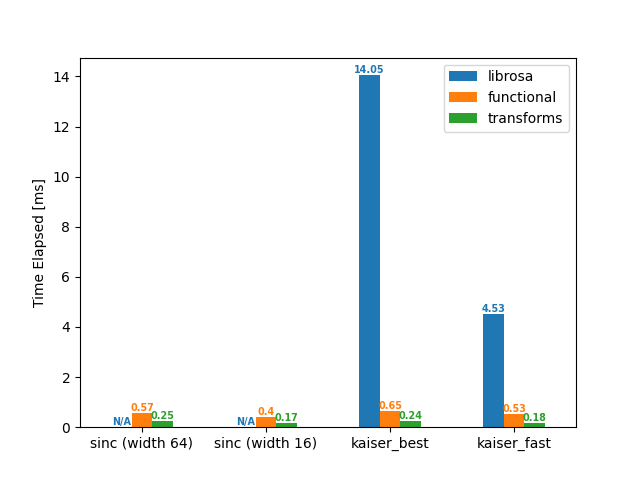 14.05
librosa
functional
transforms
14
12
10
8
6
4
2
0
Time Elapsed [ms]
4.53
N/A 0.57 0.25
N/A 0.4 0.17
0.65 0.24
0.53 0.18
sinc (width 64) sinc (width 16) kaiser_best kaiser_fast